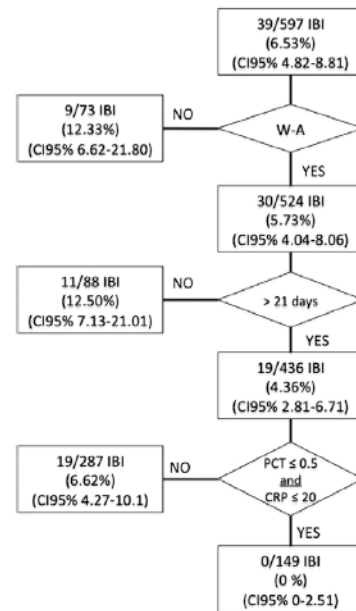 39/597 IBI
(6.53%)
(CI95% 4.82-8.81)
9/73 IBI
(12.33%)
(CI95% 6.62-21.80)
NO
W-A
YES
30/524 IBI
(5.73%)
(CI95% 4.04-8.06)
11/88 IBI
(12.50%)
(CI95% 7.13-21.01)
NO
> 21 days
YES
19/436 IBI
(4.36%)
(CI95% 2.81-6.71)
19/287 IBI
(6.62%)
(CI95% 4.27-10.1)
NO
PCT ≤ 0.5
and
CRP ≤ 20
YES
0/149 IBI
(0 %)
(CI95% 0-2.51)